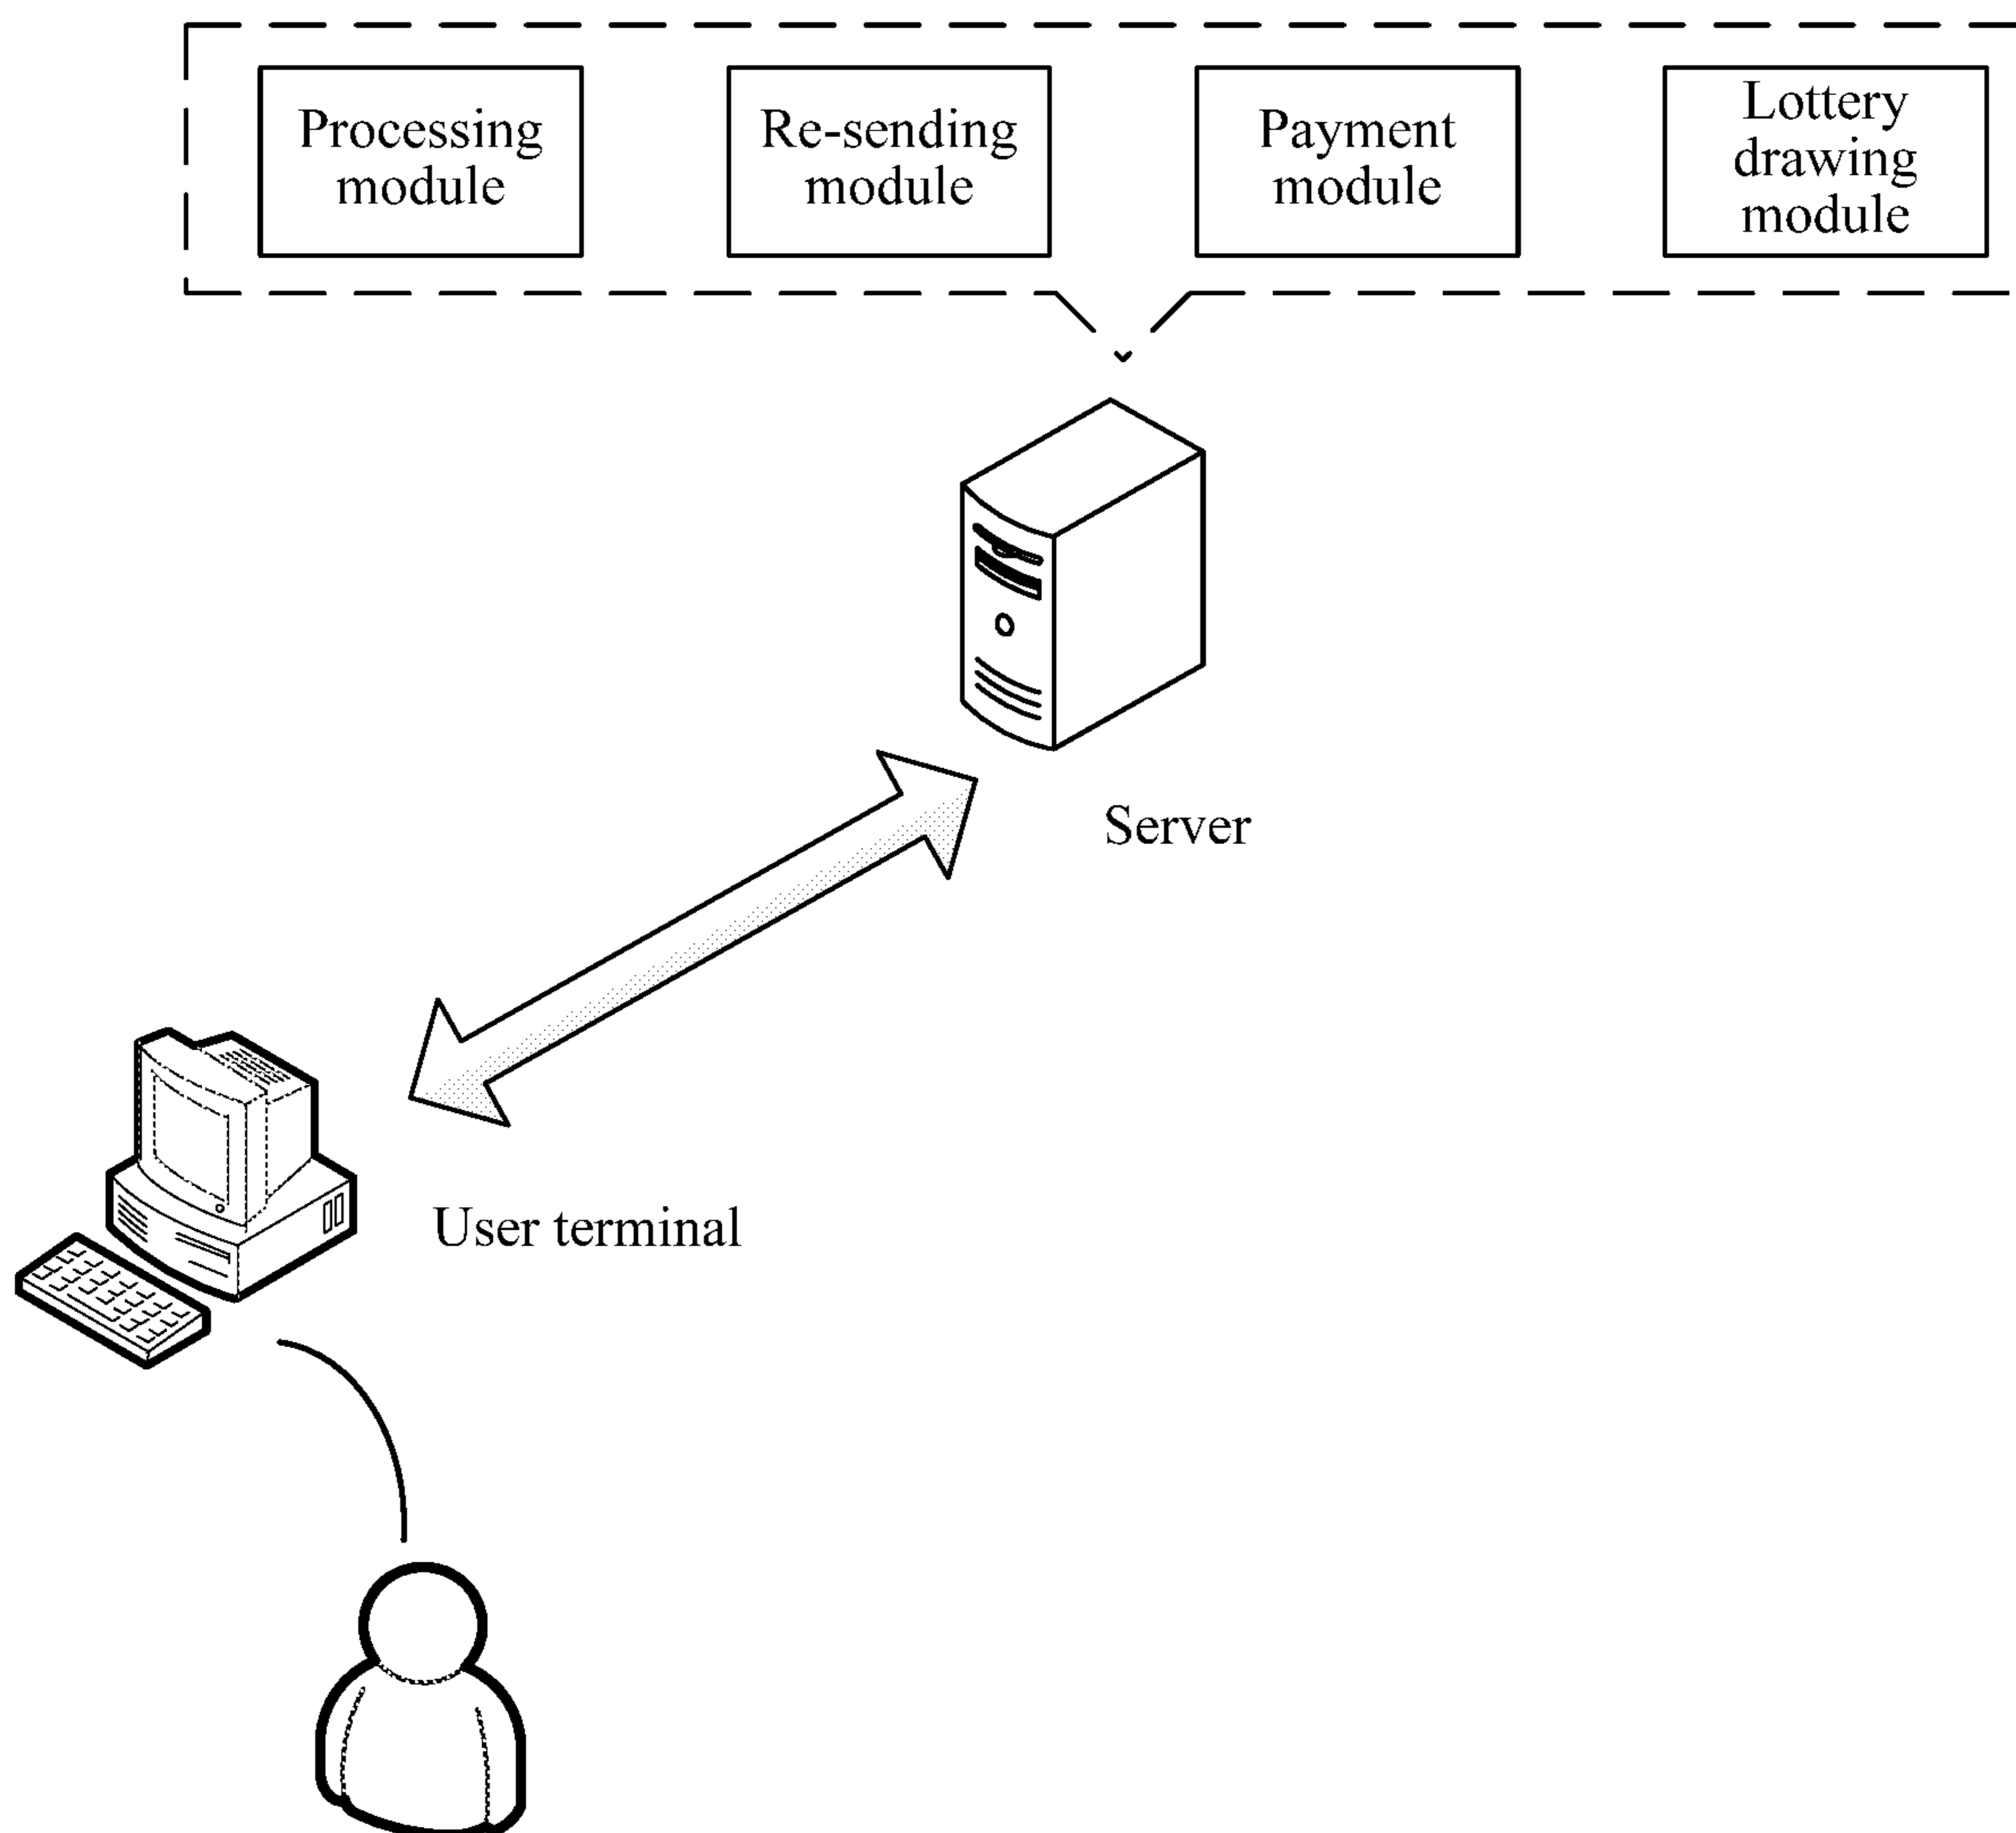 Processing
module
Re-sending
module
Payment
module
Lottery
drawing
module
Server
User terminal